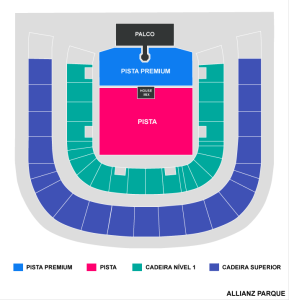 PALCO
PISTA PREMIUM
HOUSE
MIX
PISTA
PISTA PREMIUM
PISTA
CADEIRA NÍVEL 1
CADEIRA SUPERIOR
ALLIANZ PARQUE